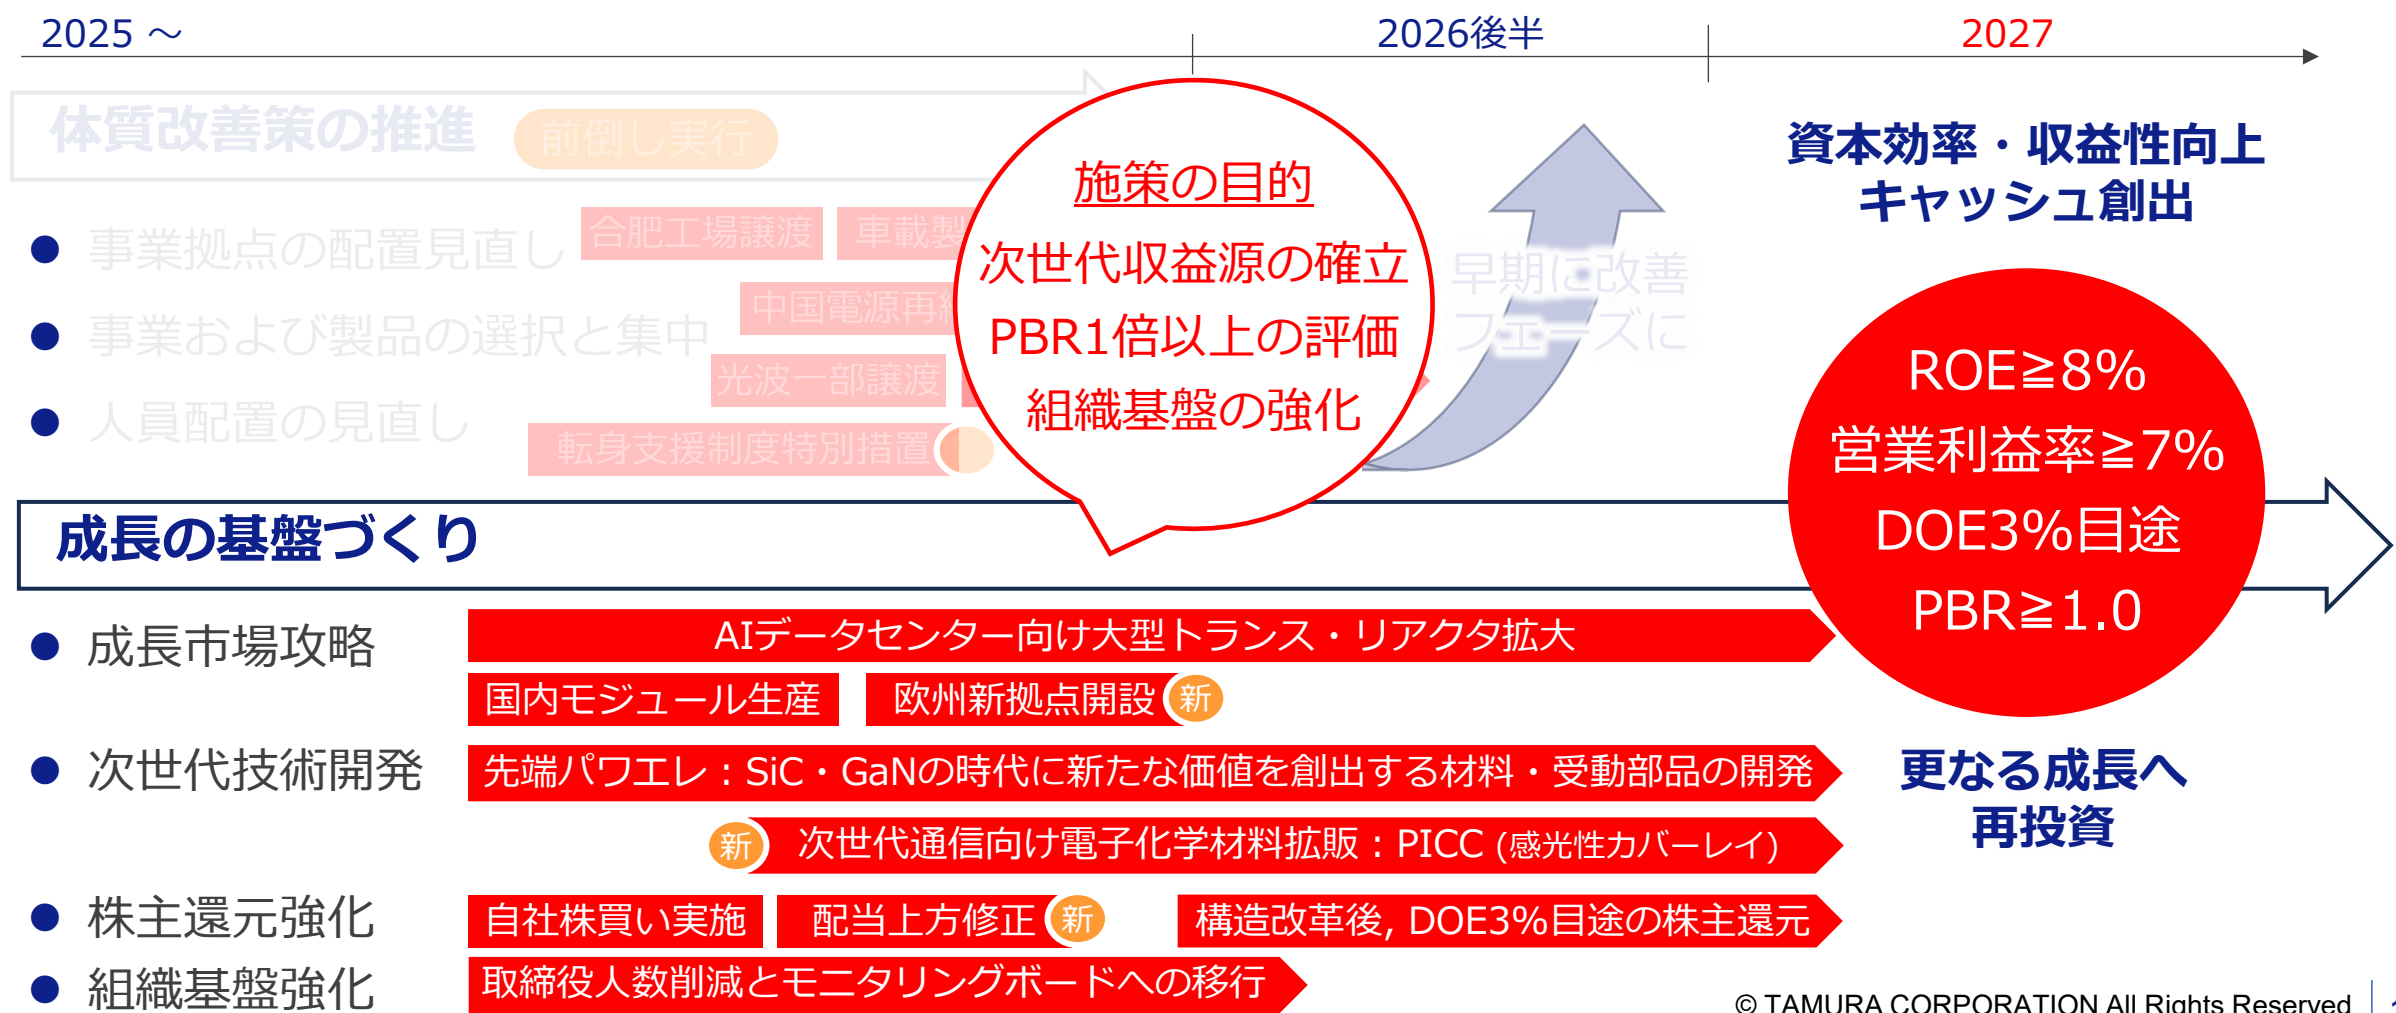 2025 ～
2026後半
2027
体質改善策の推進
前倒し実行
施策の目的
次世代収益源の確立
PBR1倍以上の評価
組織基盤の強化
資本効率・収益性向上
キャッシュ創出
事業拠点の配置見直し
合肥工場譲渡
車載製
早期に改善
フェーズに
事業および製品の選択と集中
中国電源再編
光波一部譲渡
人員配置の見直し
転身支援制度特別措置
ROE≧8%
営業利益率≧7%
DOE3%目途
PBR≧1.0
成長の基盤づくり
成長市場攻略
AIデータセンター向け大型トランス・リアクタ拡大
国内モジュール生産
欧州新拠点開設
新
次世代技術開発
先端パワエレ：SiC・GaNの時代に新たな価値を創出する材料・受動部品の開発
新
次世代通信向け電子化学材料拡販：PICC (感光性カバーレイ)
更なる成長へ
再投資
株主還元強化
自社株買い実施
配当上方修正
新
構造改革後, DOE3%目途の株主還元
組織基盤強化
取締役人数削減とモニタリングボードへの移行
© TAMURA CORPORATION All Rights Reserved